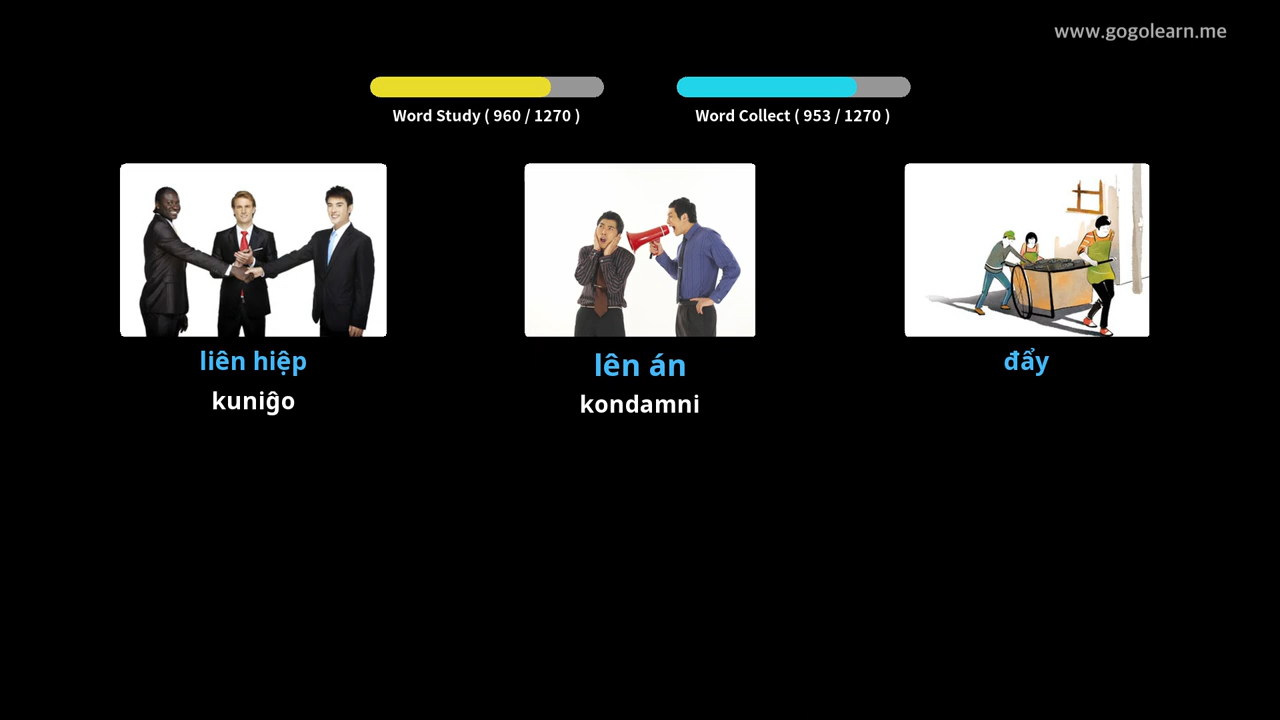 www.gogolearn.me
Word Study ( 960 / 1270 )
Word Collect ( 953 / 1270 )
liên hiệp
kuniĝo
lên án
kondamni
đẩy